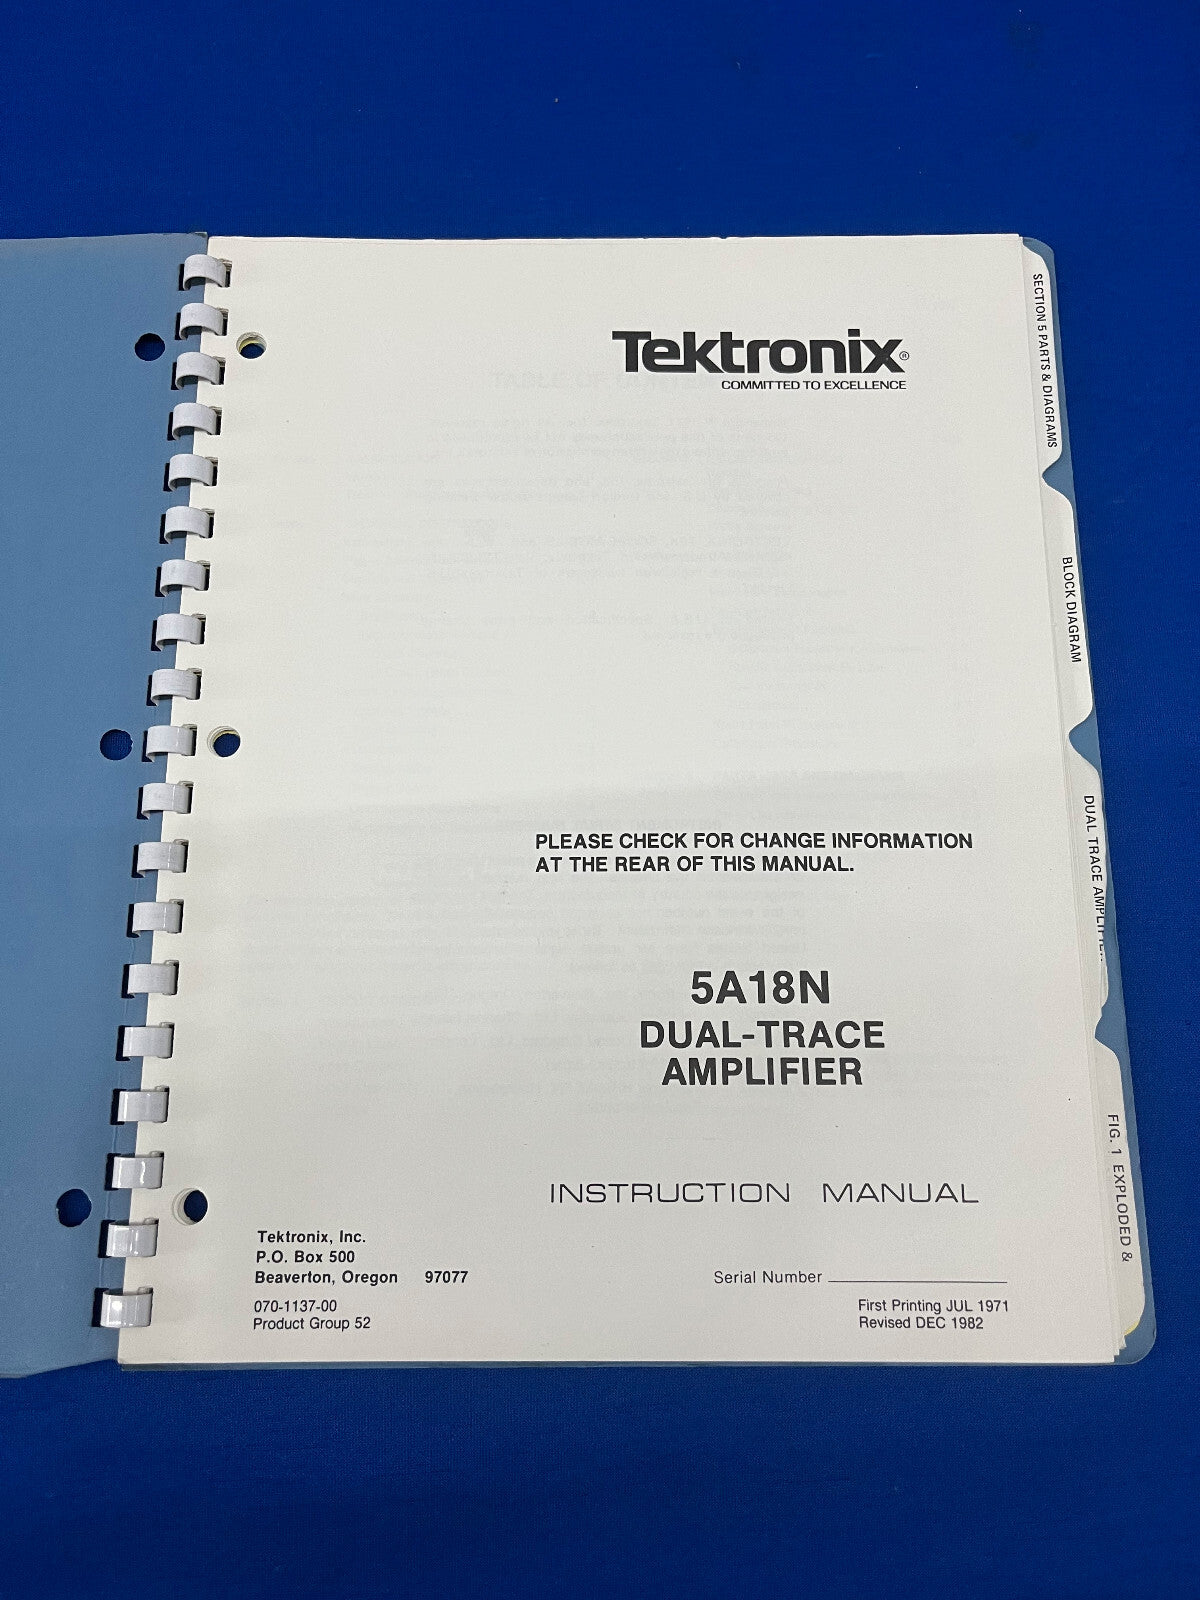 Tektronix®
COMMITTED TO EXCELLENCE
PLEASE CHECK FOR CHANGE INFORMATION
AT THE REAR OF THIS MANUAL.
5A18N
DUAL-TRACE
AMPLIFIER
INSTRUCTION MANUAL
Tektronix, Inc.
P.O. Box 500
Beaverton, Oregon 97077
Serial Number
070-1137-00
Product Group 52
First Printing JUL 1971
Revised DEC 1982
SECTION 5 PARTS & DIAGRAMS
BLOCK DIAGRAM
DUAL TRACE AMPLIFIER
FIG. 1 EXPLODED &